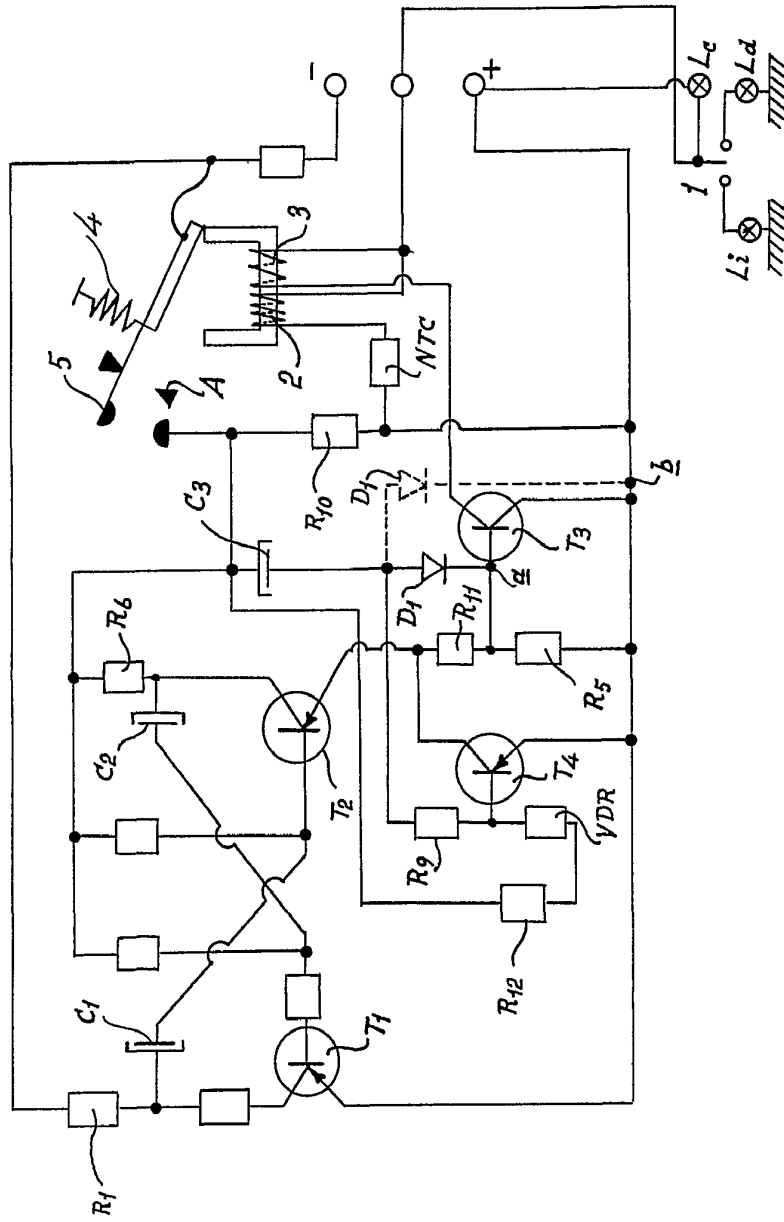 4
5
3
2
A
NTC
-
+
Lc
Ld
1
Li
C3
R10
D1
b
T3
a
D1
R11
R5
R6
C2
T2
T4
R9
VDR
R12
C1
T1
R1